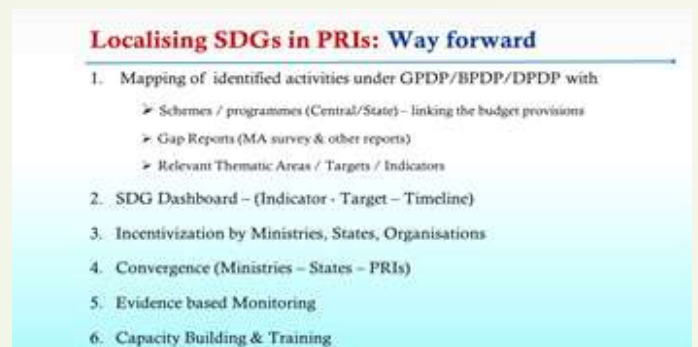 Localising SDGs in PRIs: Way forward
1. Mapping of identified activities under GPDP/BPDP/DPDP with
➤ Schemes / programmes (Central/State) – linking the budget provisions
➤ Gap Reports (MA survey & other reports)
➤ Relevant Thematic Areas / Targets / Indicators
2. SDG Dashboard – (Indicator - Target – Timeline)
3. Incentivization by Ministries, States, Organisations
4. Convergence (Ministries – States – PRIs)
5. Evidence based Monitoring
6. Capacity Building & Training